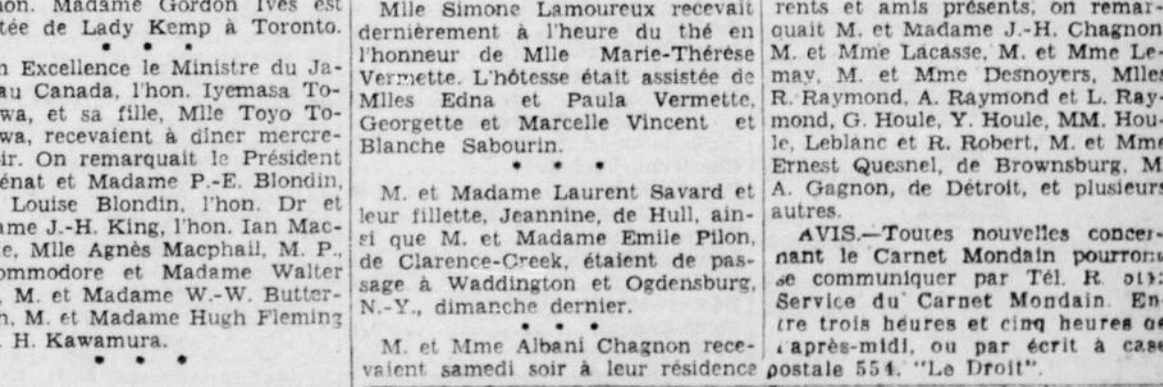 hon. Madame Gordon Ives est
tée de Lady Kemp à Toronto.
* * *
n Excellence le Ministre du Ja-
au Canada, l'hon. Iyemasa To-
wa, et sa fille, Mlle Toyo To-
wa, recevaient à dîner mercre-
ir. On remarquait le Président
énat et Madame P.-E. Blondin,
Louise Blondin, l'hon. Dr et
ame J.-H. King, l'hon. Ian Mac-
e, Mlle Agnès Macphail, M. P.,
ommodore et Madame Walter
, M. et Madame W.-W. Butter-
h, M. et Madame Hugh Fleming
. H. Kawamura.
* * *
Mlle Simone Lamoureux recevait
dernièrement à l'heure du thé en
l'honneur de Mlle Marie-Thérèse
Vermette. L'hôtesse était assistée de
Mlles Edna et Paula Vermette,
Georgette et Marcelle Vincent et
Blanche Sabourin.
* * *
M. et Madame Laurent Savard et
leur fillette, Jeannine, de Hull, ain-
si que M. et Madame Emile Pilon,
de Clarence-Creek, étaient de pas-
sage à Waddington et Ogdensburg,
N.-Y., dimanche dernier.
* * *
M. et Mme Albani Chagnon rece-
vaient samedi soir à leur résidence
rents et amis présents, on remar-
quait M. et Madame J.-H. Chagnon
M. et Mme Lacasse, M. et Mme Le-
may, M. et Mme Desnoyers, Mlles
R. Raymond, A. Raymond et L. Ray-
mond, G. Houle, Y. Houle, MM. Hou-
le, Leblanc et R. Robert, M. et Mme
Ernest Quesnel, de Brownsburg, M
A. Gagnon, de Détroit, et plusieurs
autres.
AVIS.—Toutes nouvelles concer-
nant le Carnet Mondain pourront
se communiquer par Tél. R.
Service du Carnet Mondain. En-
tre trois heures et cinq heures de
l'après-midi, ou par écrit à case
postale 554, "Le Droit".